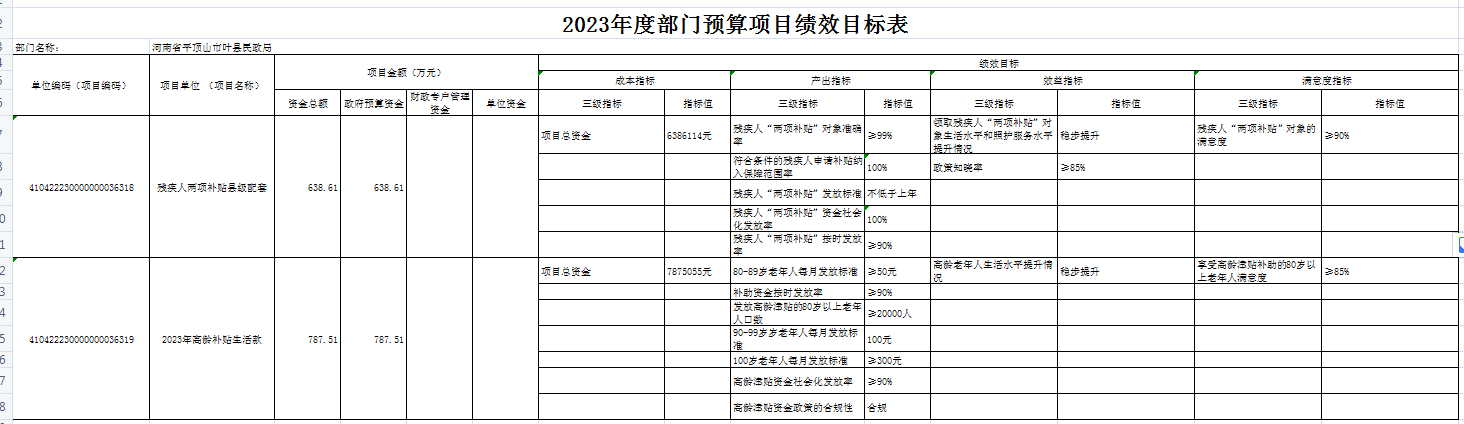 2023年度部门预算项目绩效目标表
部门名称： 河南省平顶山市叶县民政局
单位编码（项目编码） 项目单位 （项目名称） 项目金额（万元） 绩效目标
成本指标 产出指标 效益指标 满意度指标
资金总额 政府预算资金 财政专户管理资金 单位资金 三级指标 指标值 三级指标 指标值 三级指标 指标值 三级指标 指标值
410422230000000036318 残疾人两项补贴县级配套 638.61 638.61
项目总资金 6386114元 残疾人“两项补贴”对象准确率 ≥99% 领取残疾人“两项补贴”对象生活水平和照护服务水平提升情况 稳步提升 残疾人“两项补贴”对象的满意度 ≥90%
符合条件的残疾人申请补贴纳入保障范围率 100% 政策知晓率 ≥85%
残疾人“两项补贴”发放标准 不低于上年
残疾人“两项补贴”资金社会化发放率 100%
残疾人“两项补贴”按时发放率 ≥90%
410422230000000036319 2023年高龄补贴生活款 787.51 787.51
项目总资金 7875055元 80-89岁老年人每月发放标准 ≥50元 高龄老年人生活水平提升情况 稳步提升 享受高龄津贴补助的80岁以上老年人满意度 ≥85%
补助资金按时发放率 ≥90%
发放高龄津贴的80岁以上老年人口数 ≥20000人
90-99岁岁老年人每月发放标准 100元
100岁老年人每月发放标准 ≥300元
高龄津贴资金社会化发放率 ≥90%
高龄津贴资金政策的合规性 合规